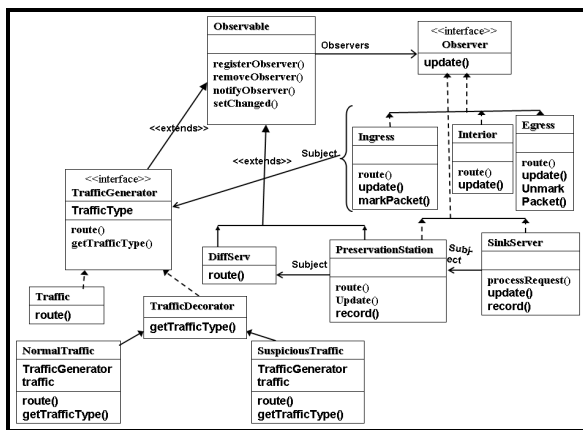 Observable
registerObserver()
removeObserver()
notifyObserver()
setChanged()
Observers
<<interface>>
Observer
update()
<<extends>>
<<extends>>
Subject
Ingress
route()
update()
markPacket()
Interior
route()
update()
Egress
route()
update()
Unmark
Packet()
<<interface>>
TrafficGenerator
TrafficType
route()
getTrafficType()
DiffServ
route()
Subject
PreservationStation
route()
Update()
record()
Subj-
ect
SinkServer
processRequest()
update()
record()
Traffic
route()
TrafficDecorator
getTrafficType()
NormalTraffic
TrafficGenerator
traffic
route()
getTrafficType()
SuspiciousTraffic
TrafficGenerator
traffic
route()
getTrafficType()